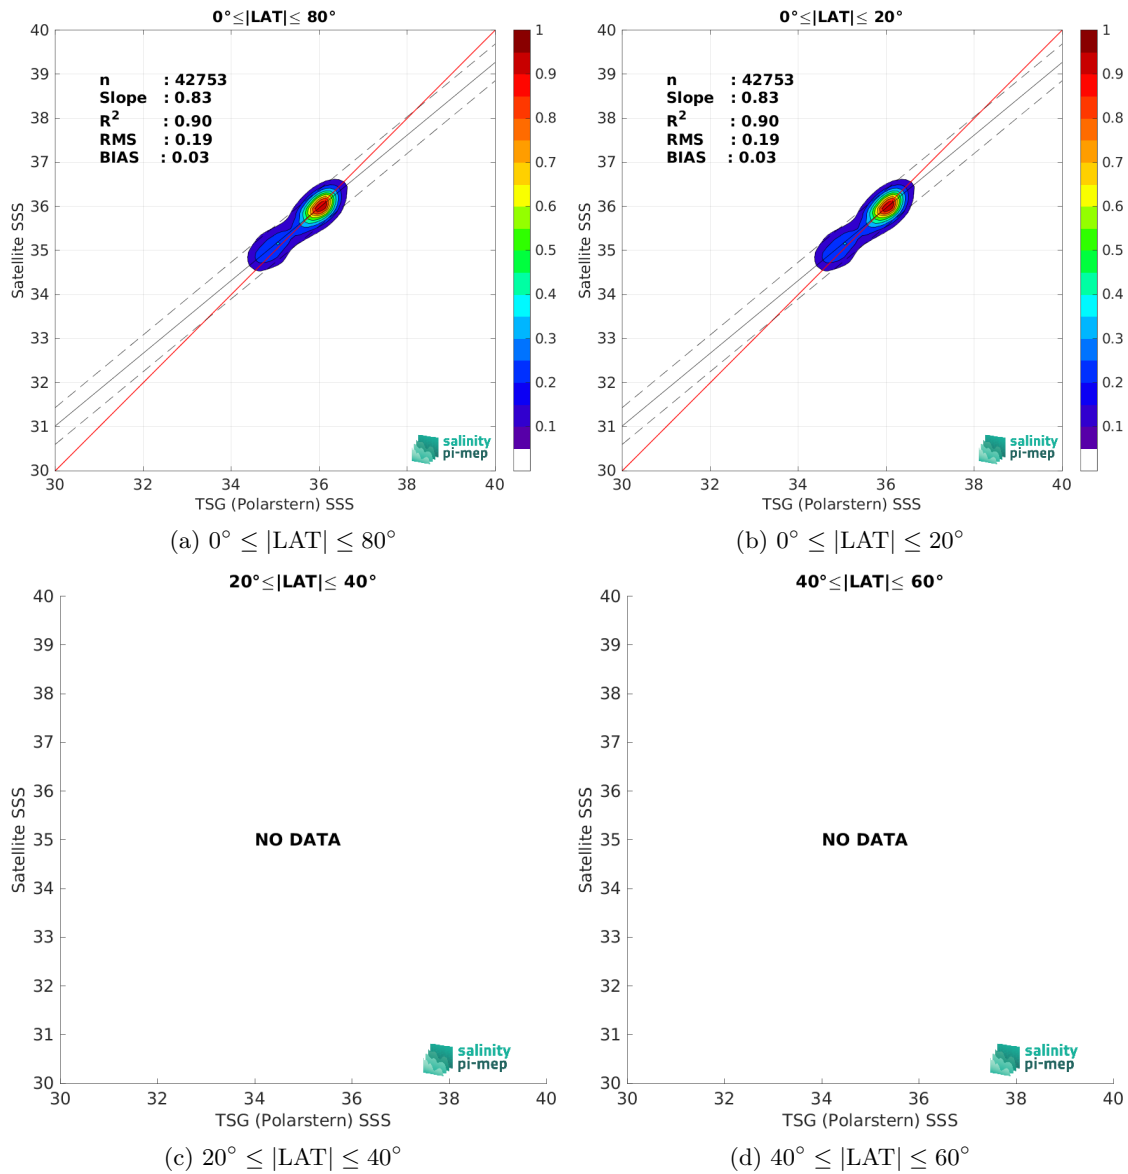 0°≤|LAT|≤ 80°
40
39
38
37
36
35
34
33
32
31
30
Satellite SSS
n : 42753
Slope : 0.83
R² : 0.90
RMS : 0.19
BIAS : 0.03
salinity
pi-mep
30 32 34 36 38 40
TSG (Polarstern) SSS
1
0.9
0.8
0.7
0.6
0.5
0.4
0.3
0.2
0.1
(a) 0° ≤ |LAT| ≤ 80°
0°≤|LAT|≤ 20°
40
39
38
37
36
35
34
33
32
31
30
Satellite SSS
n : 42753
Slope : 0.83
R² : 0.90
RMS : 0.19
BIAS : 0.03
salinity
pi-mep
30 32 34 36 38 40
TSG (Polarstern) SSS
1
0.9
0.8
0.7
0.6
0.5
0.4
0.3
0.2
0.1
(b) 0° ≤ |LAT| ≤ 20°
20°≤|LAT|≤ 40°
40
39
38
37
36
35
34
33
32
31
30
Satellite SSS
NO DATA
salinity
pi-mep
30 32 34 36 38 40
TSG (Polarstern) SSS
(c) 20° ≤ |LAT| ≤ 40°
40°≤|LAT|≤ 60°
40
39
38
37
36
35
34
33
32
31
30
Satellite SSS
NO DATA
salinity
pi-mep
30 32 34 36 38 40
TSG (Polarstern) SSS
(d) 40° ≤ |LAT| ≤ 60°